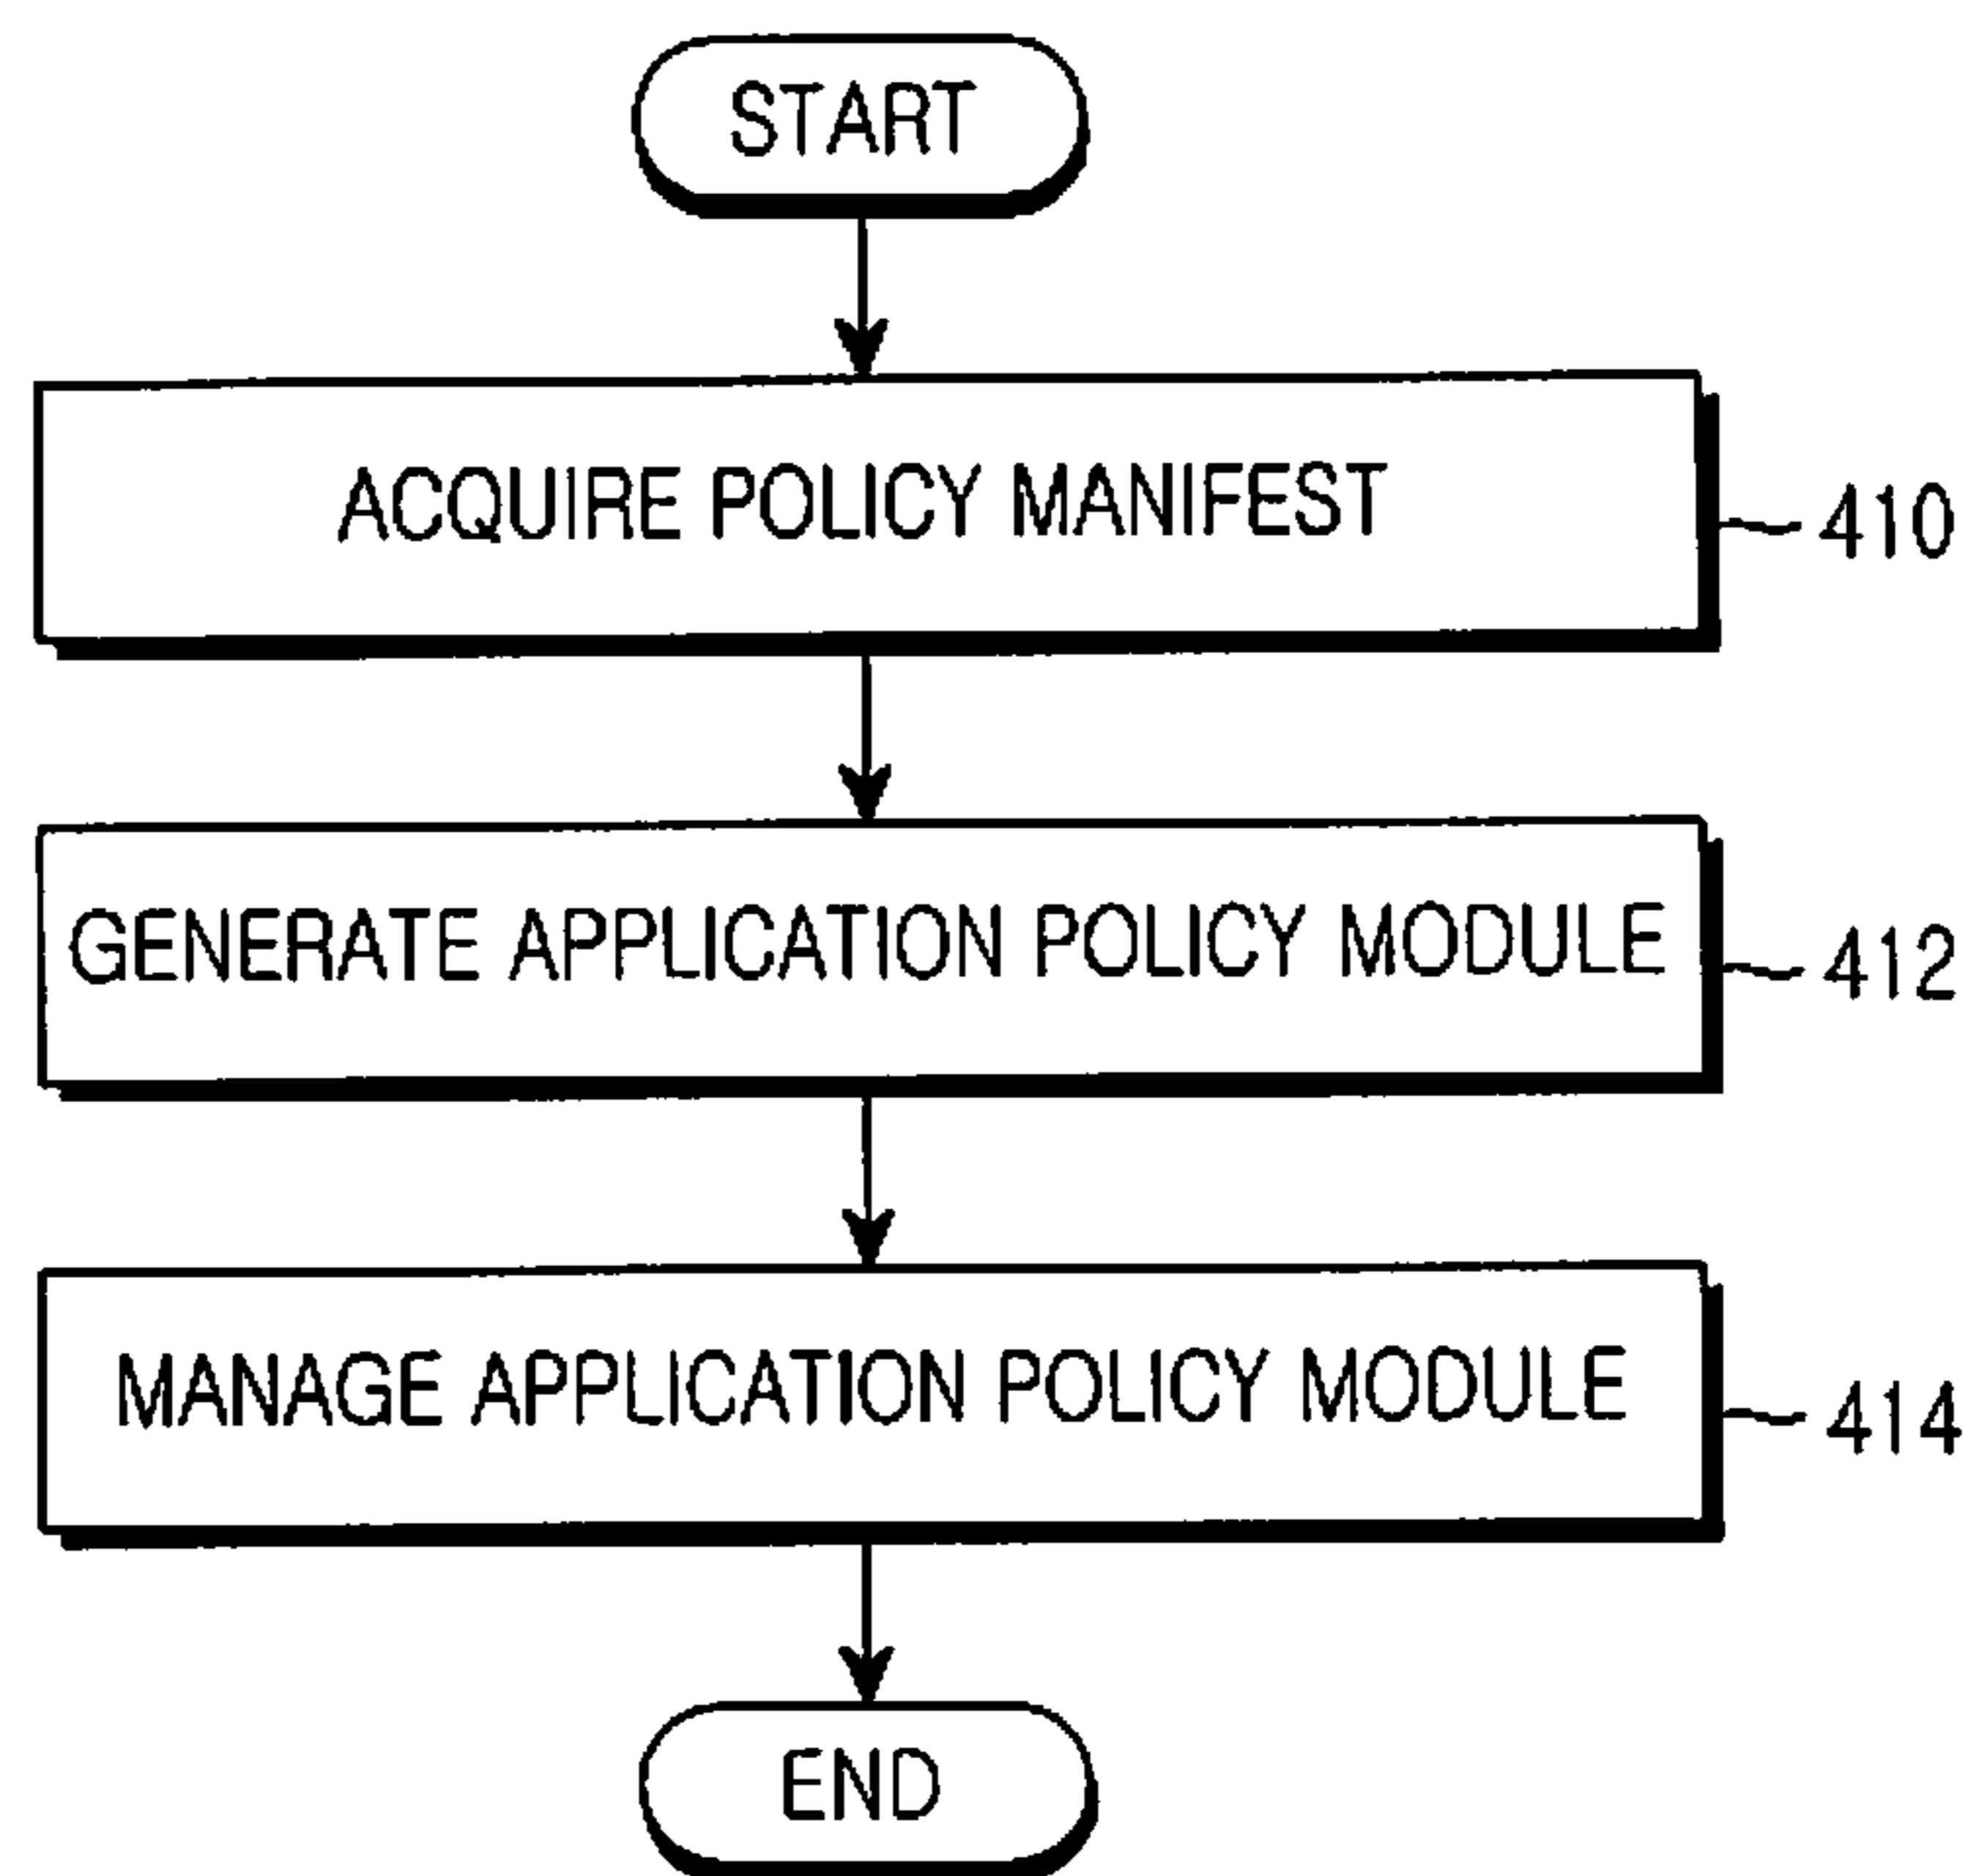 START
ACQUIRE POLICY MANIFEST
410
GENERATE APPLICATION POLICY MODULE
412
MANAGE APPLICATION POLICY MODULE
414
END